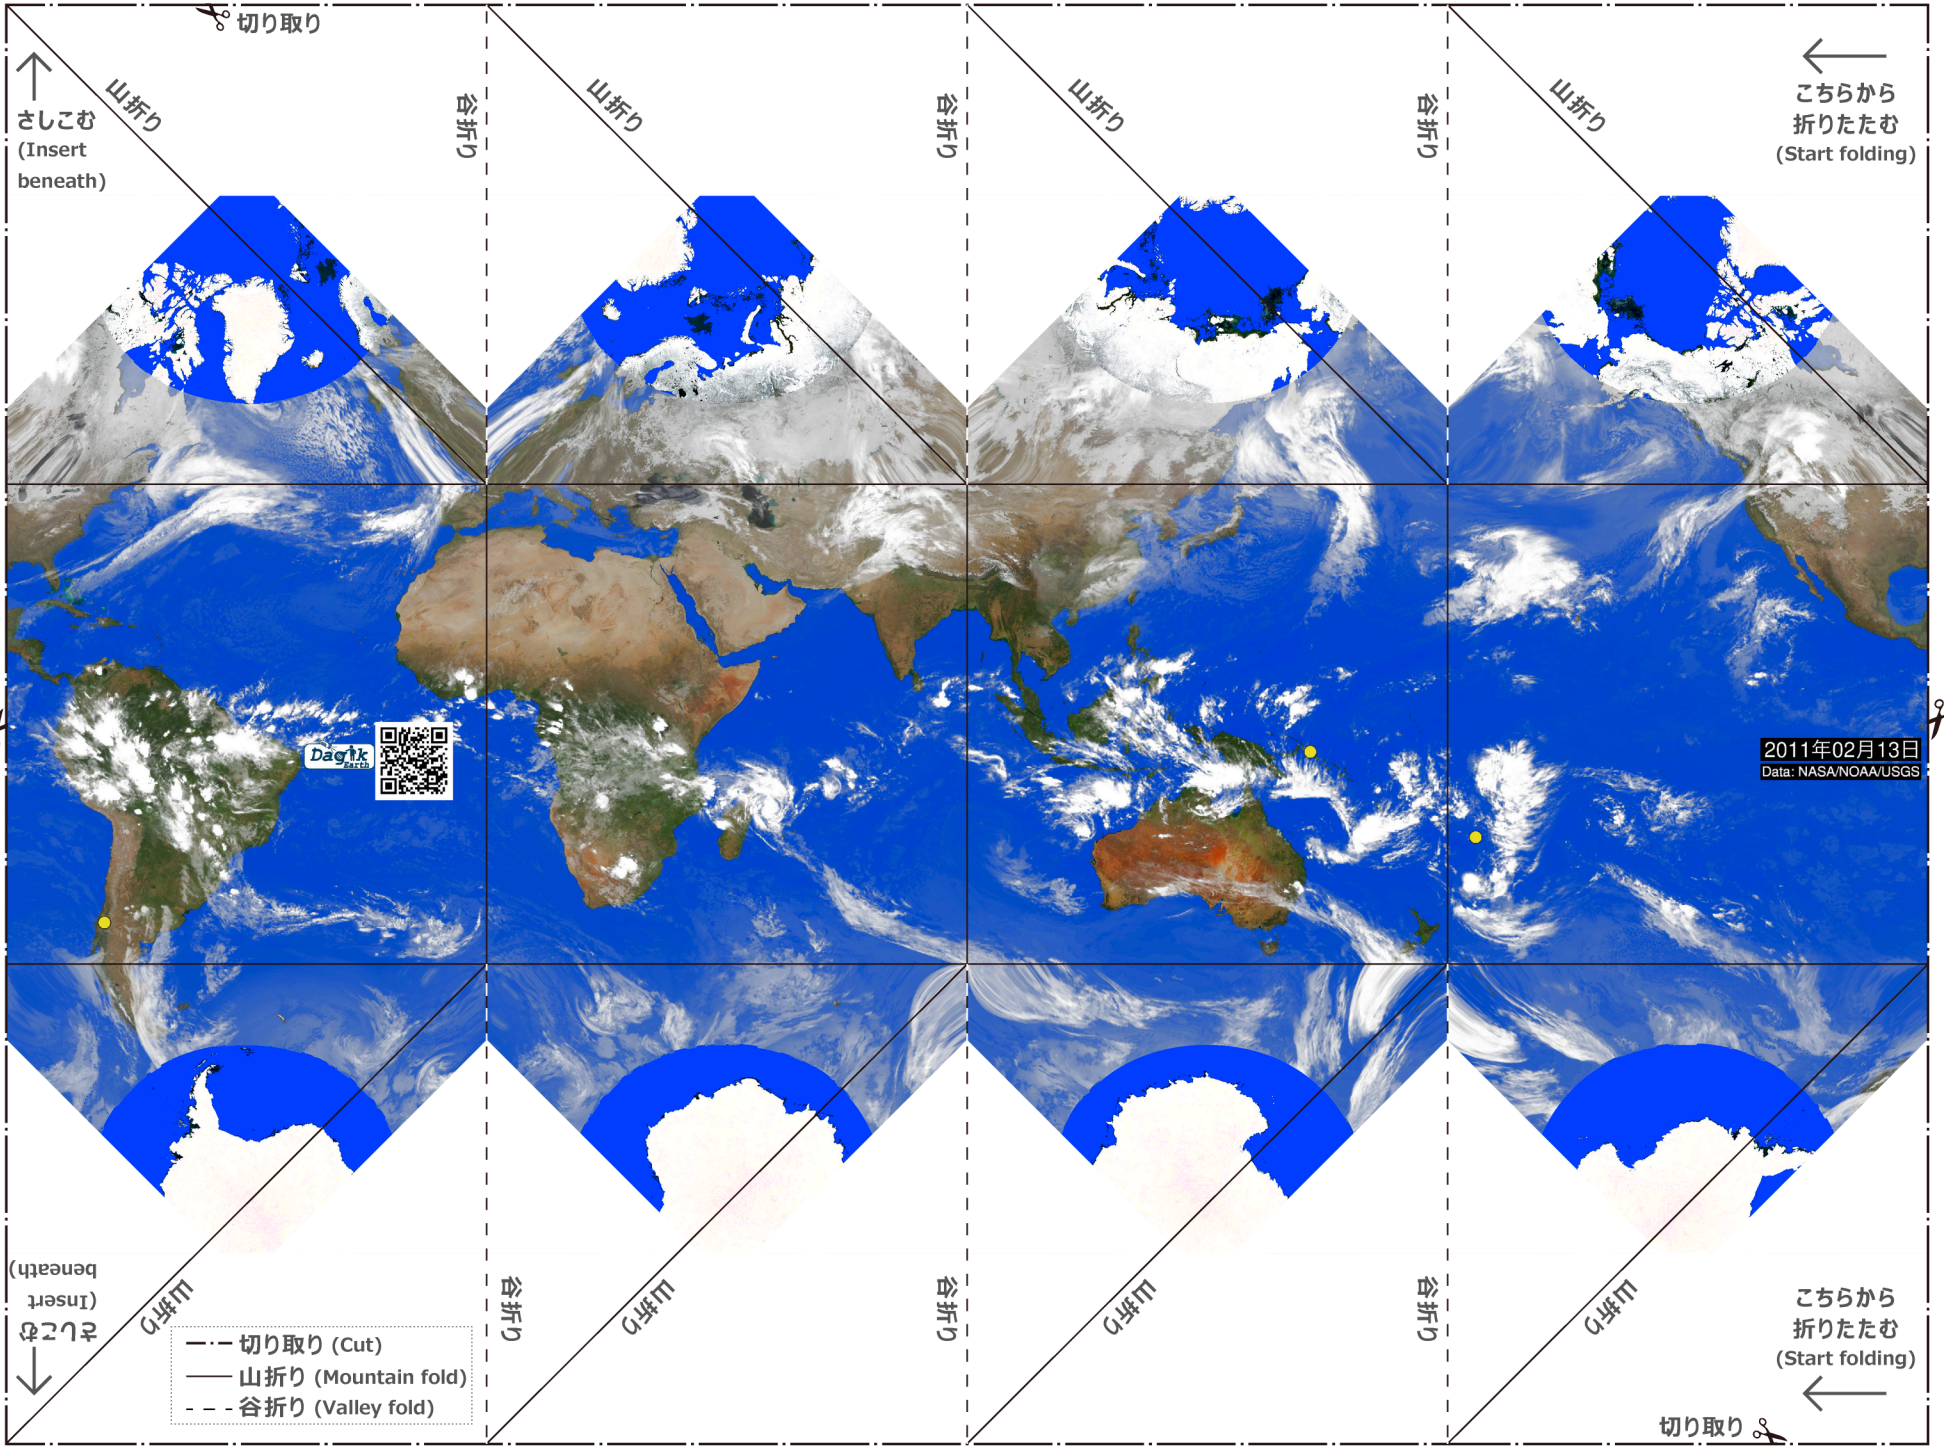 切り取り
山折り
谷折り
山折り
谷折り
山折り
谷折り
山折り
さしこむ
(Insert
beneath)
こちらから
折りたたむ
(Start folding)
Dagik
Earth
2011年02月13日
Data: NASA/NOAA/USGS
さしこむ
(Insert
beneath)
山折り
谷折り
山折り
谷折り
山折り
谷折り
山折り
こちらから
折りたたむ
(Start folding)
切り取り (Cut)
山折り (Mountain fold)
谷折り (Valley fold)
切り取り